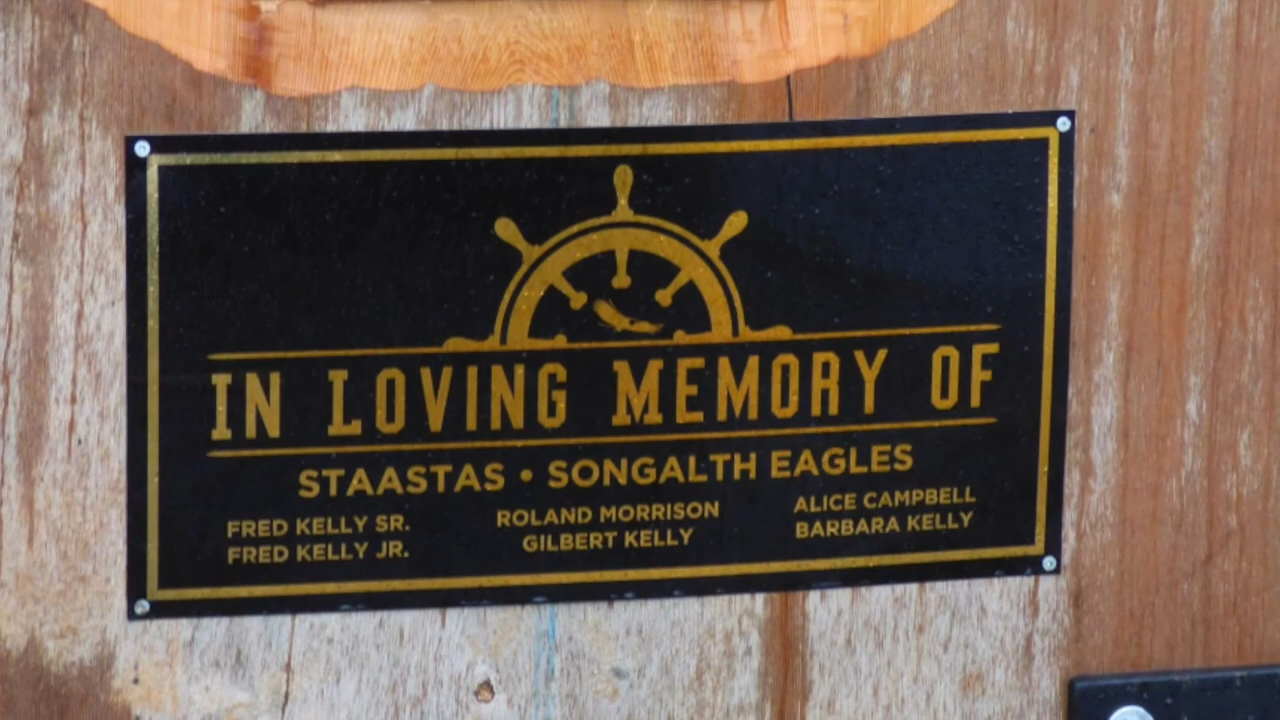 IN LOVING MEMORY OF
STAASTAS • SONGALTH EAGLES
FRED KELLY SR.
FRED KELLY JR.
ROLAND MORRISON
GILBERT KELLY
ALICE CAMPBELL
BARBARA KELLY